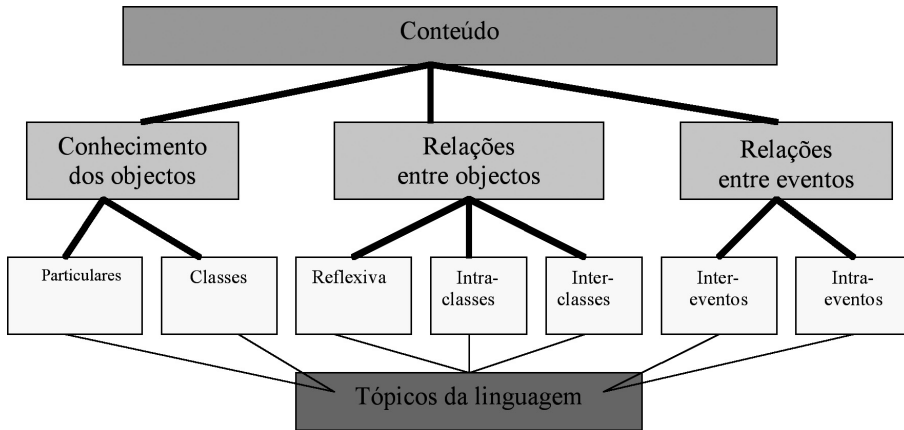 Conteúdo
Conhecimento
dos objectos
Relações
entre objectos
Relações
entre eventos
Particulares
Classes
Reflexiva
Intra-
classes
Inter-
classes
Inter-
eventos
Intra-
eventos
Tópicos da linguagem